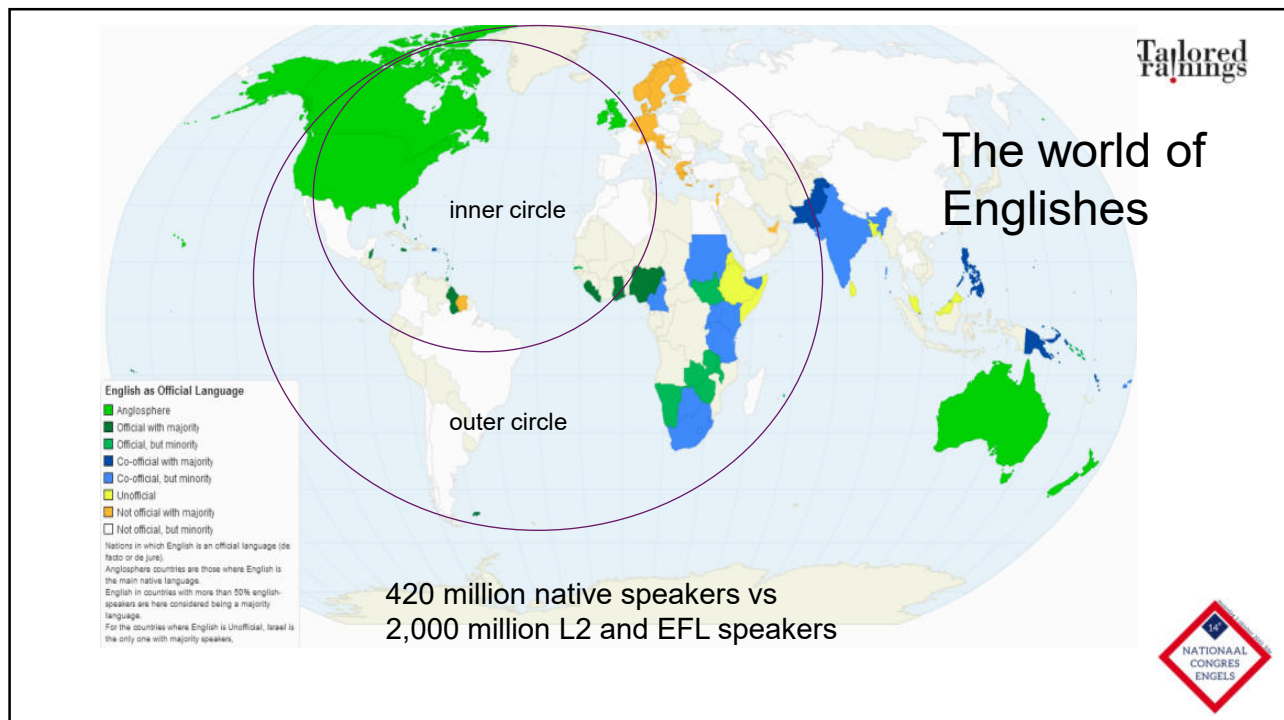 Tailored
rainings
The world of
Englishes
inner circle
outer circle
English as Official Language
Anglosphere
Official with majority
Official, but minority
Co-official with majority
Co-official, but minority
Unofficial
Not official with majority
Not official, but minority
Nations in which English is an official language (de
facto or de jure).
Anglosphere countries are those where English is
the main native language.
English in countries with more than 50% english-
speakers are here considered being a majority
language.
For the countries where English is Unofficial, Israel is
the only one with majority speakers,
420 million native speakers vs
2,000 million L2 and EFL speakers
14e
NATIONAAL
CONGRES
ENGELS